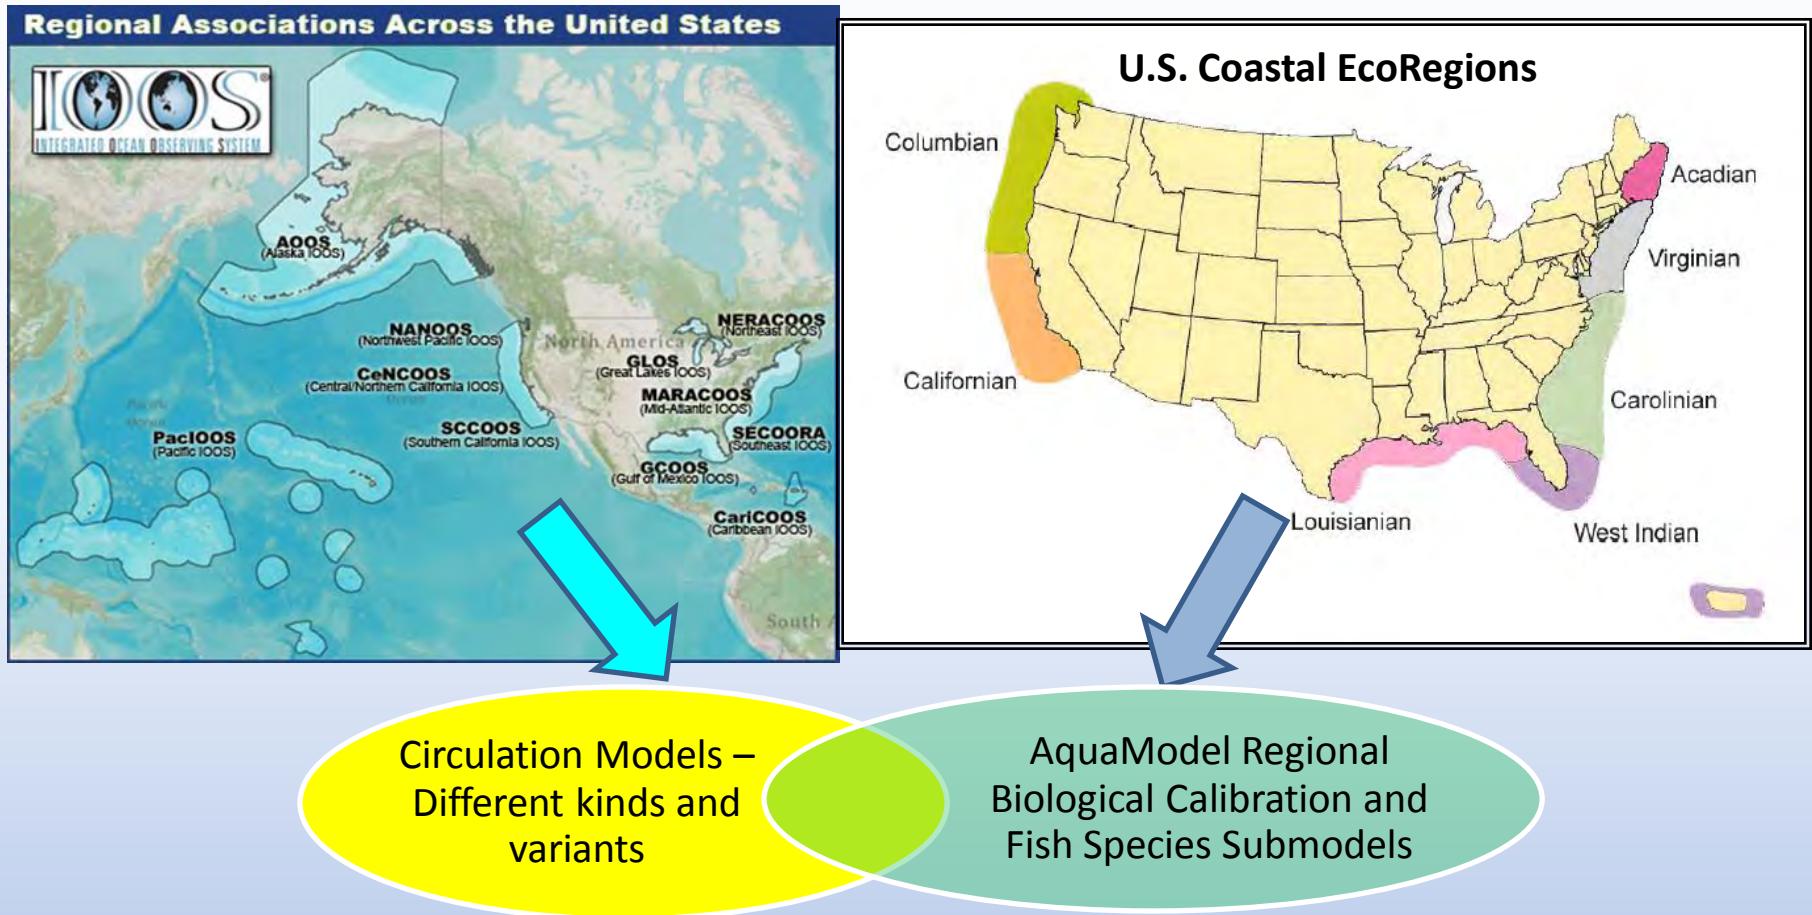 Regional Associations Across the United States
IOOS®
INTEGRATED OCEAN OBSERVING SYSTEM
AOOS
(Alaska IOOS)
NANOOS
(Northwest Pacific IOOS)
CeNCOOS
(Central/Northern California IOOS)
SCCOOS
(Southern California IOOS)
PacIOOS
(Pacific IOOS)
North America
NERACOOS
(Northeast IOOS)
GLOS
(Great Lakes IOOS)
MARACOOS
(Mid-Atlantic IOOS)
SECOORA
(Southeast IOOS)
GCOOS
(Gulf of Mexico IOOS)
CariCOOS
(Caribbean IOOS)
South A
U.S. Coastal EcoRegions
Columbian
Acadian
Virginian
Californian
Carolinian
Louisianian
West Indian
Circulation Models –
Different kinds and
variants
AquaModel Regional
Biological Calibration and
Fish Species Submodels